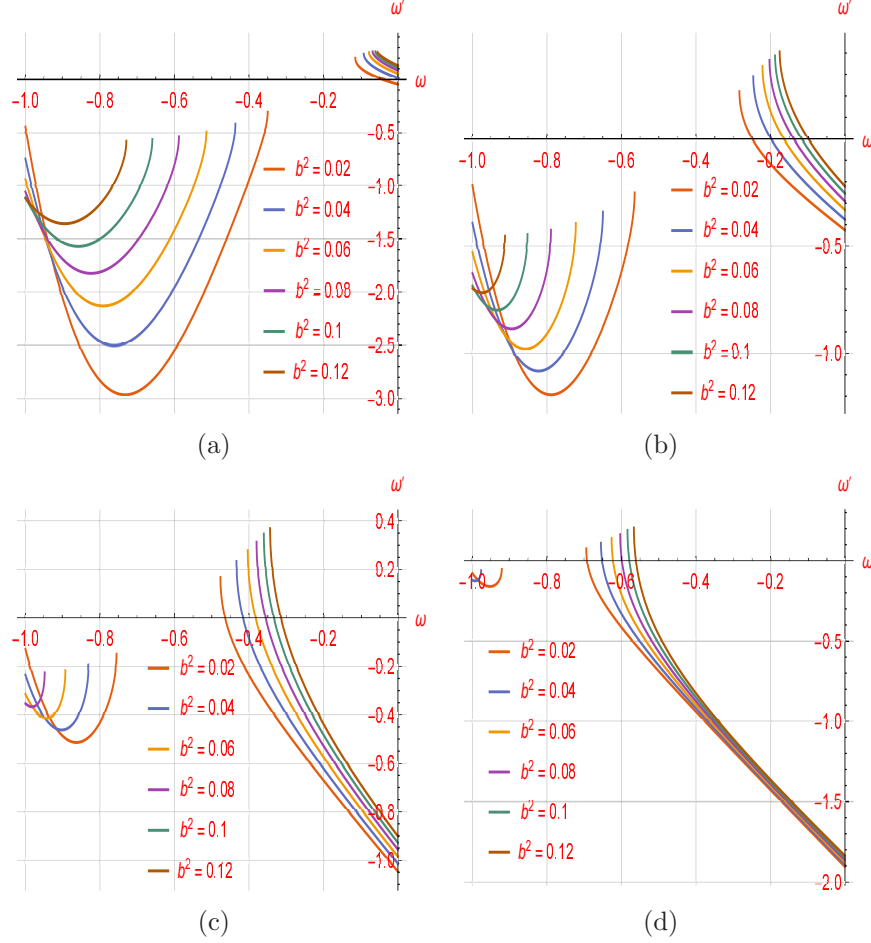 ω′
ω
−1.0 −0.8 −0.6 −0.4 −0.2
−0.5
−1.0
−1.5
−2.0
−2.5
−3.0
b² = 0.02
b² = 0.04
b² = 0.06
b² = 0.08
b² = 0.1
b² = 0.12
(a)
ω′
ω
−1.0 −0.8 −0.6 −0.4 −0.2
−0.5
−1.0
b² = 0.02
b² = 0.04
b² = 0.06
b² = 0.08
b² = 0.1
b² = 0.12
(b)
ω′
0.4
0.2
ω
−1.0 −0.8 −0.6 −0.4 −0.2
−0.2
−0.4
−0.6
−0.8
−1.0
b² = 0.02
b² = 0.04
b² = 0.06
b² = 0.08
b² = 0.1
b² = 0.12
(c)
ω′
ω
−1.0 −0.8 −0.6 −0.4 −0.2
−0.5
−1.0
−1.5
−2.0
b² = 0.02
b² = 0.04
b² = 0.06
b² = 0.08
b² = 0.1
b² = 0.12
(d)